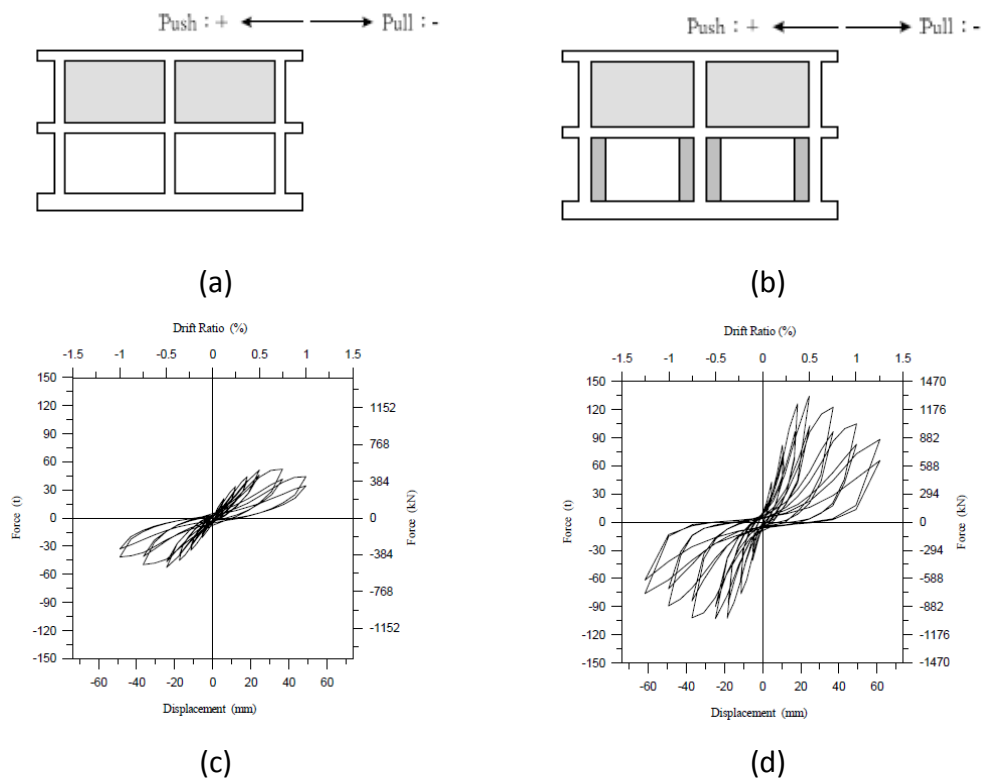 Push : + Pull : -
Push : + Pull : -
(a)
(b)
Drift Ratio (%)
-1.5 -1 -0.5 0 0.5 1 1.5
150
120
90
60
30
0
-30
-60
-90
-120
-150
Force (t)
1152
768
384
0
-384
-768
-1152
Force (kN)
-60 -40 -20 0 20 40 60
Displacement (mm)
(c)
Drift Ratio (%)
-1.5 -1 -0.5 0 0.5 1 1.5
150
120
90
60
30
0
-30
-60
-90
-120
-150
Force (t)
1470
1176
882
588
294
0
-294
-588
-882
-1176
-1470
Force (kN)
-60 -40 -20 0 20 40 60
Displacement (mm)
(d)